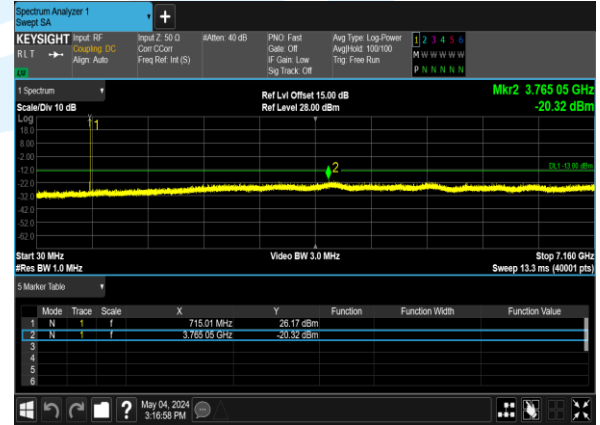 Spectrum Analyzer 1
Swept SA
KEYSIGHT Input: RF Input Z: 50 Ω #Atten: 40 dB PNO: Fast Avg Type: Log-Power 1 2 3 4 5 6
RLT Coupling: DC Corr CCorr Gate: Off Avg|Hold: 100/100 M W W W W W
Align: Auto Freq Ref: Int (S) IF Gain: Low Trig: Free Run
Sig Track: Off P N N N N N
1 Spectrum
Ref Lvl Offset 15.00 dB Mkr2 3.765 05 GHz
Scale/Div 10 dB Ref Level 28.00 dBm -20.32 dBm
Log
1
18.0
8.00
-2.00
-12.0 2 DL1 -13.00 dBm
-22.0
-32.0
-42.0
-52.0
-62.0
Start 30 MHz Video BW 3.0 MHz Stop 7.160 GHz
#Res BW 1.0 MHz Sweep 13.3 ms (40001 pts)
5 Marker Table
Mode Trace Scale X Y Function Function Width Function Value
1 N 1 f 715.01 MHz 26.17 dBm
2 N 1 f 3.765 05 GHz -20.32 dBm
3
4
5
6
? May 04, 2024
3:16:58 PM